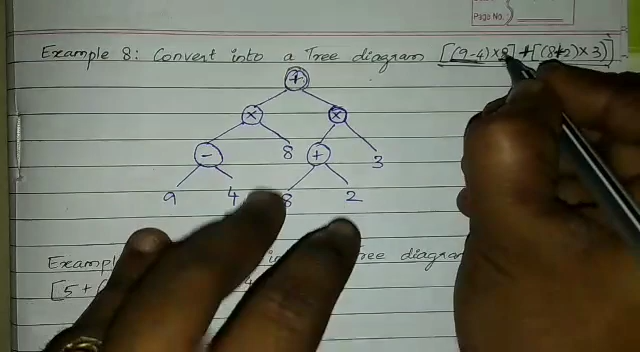 Page No.
Example 8: Convert into a Tree diagram [(9-4)×8]+[(8+2)×3]
+
× ×
- 8 + 3
9 4 8 2
Tree diagram
[5+